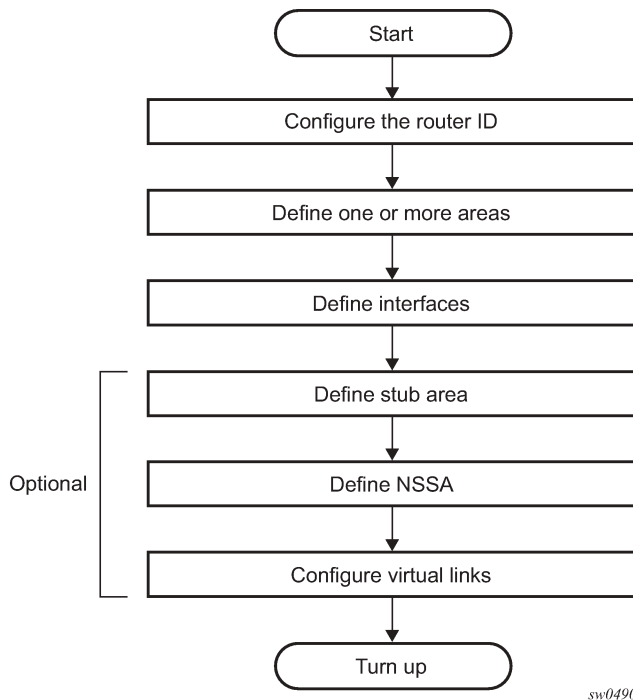 Start
Configure the router ID
Define one or more areas
Define interfaces
Define stub area
Optional
Define NSSA
Configure virtual links
Turn up
sw0490